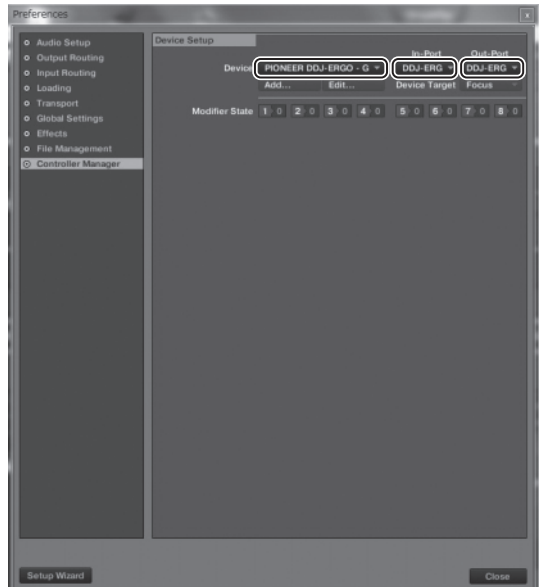 Preferences
x
Audio Setup
Output Routing
Input Routing
Loading
Transport
Global Settings
Effects
File Management
Controller Manager
Device Setup
In-Port Out-Port
Device PIONEER DDJ-ERGO - G DDJ-ERG DDJ-ERG
Add... Edit... Device Target Focus
Modifier State 1 0 2 0 3 0 4 0 5 0 6 0 7 0 8 0
Setup Wizard Close